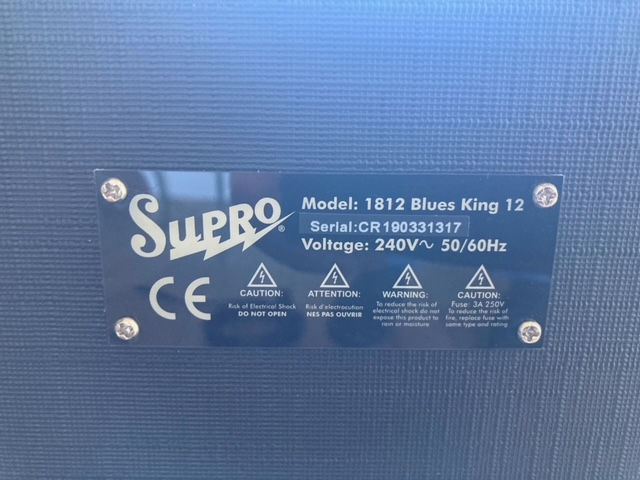 SUPRO®
Model: 1812 Blues King 12
Serial:CR190331317
Voltage: 240V~ 50/60Hz
CE
CAUTION:
Risk of Electrical Shock
DO NOT OPEN
ATTENTION:
Risk d'electrocution
NES PAS OUVRIR
WARNING:
To reduce the risk of
electrical shock do not
expose this product to
rain or moisture
CAUTION:
Fuse: 3A 250V
To reduce the risk of
fire, replace fuse with
same type and rating